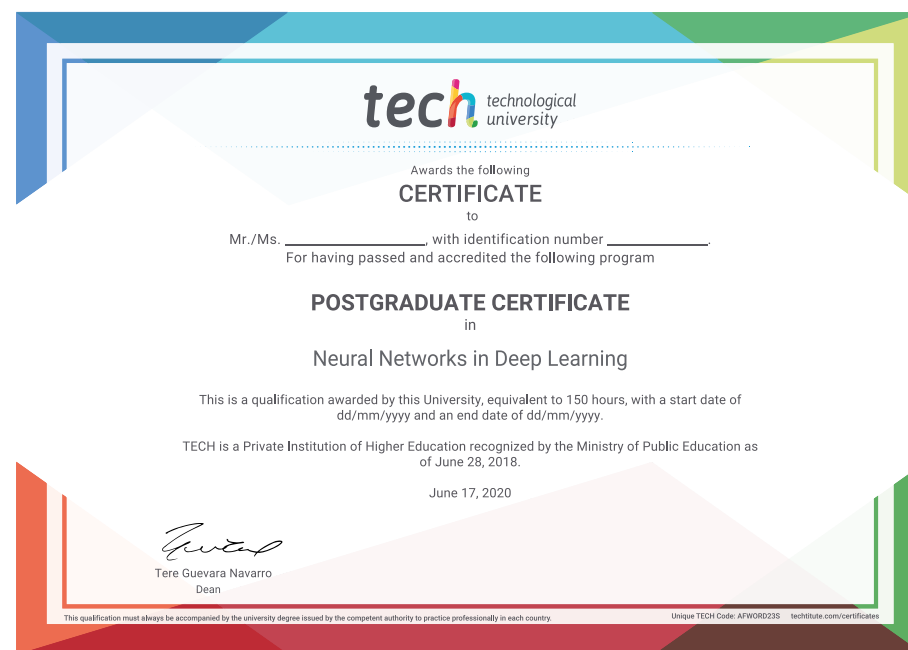 tech technological
university
Awards the following
CERTIFICATE
to
Mr./Ms. ____________, with identification number ____________.
For having passed and accredited the following program
POSTGRADUATE CERTIFICATE
in
Neural Networks in Deep Learning
This is a qualification awarded by this University, equivalent to 150 hours, with a start date of
dd/mm/yyyy and an end date of dd/mm/yyyy.
TECH is a Private Institution of Higher Education recognized by the Ministry of Public Education as
of June 28, 2018.
June 17, 2020
Tere Guevara Navarro
Dean
This qualification must always be accompanied by the university degree issued by the competent authority to practice professionally in each country.
Unique TECH Code: AFWORD23S techtitute.com/certificates